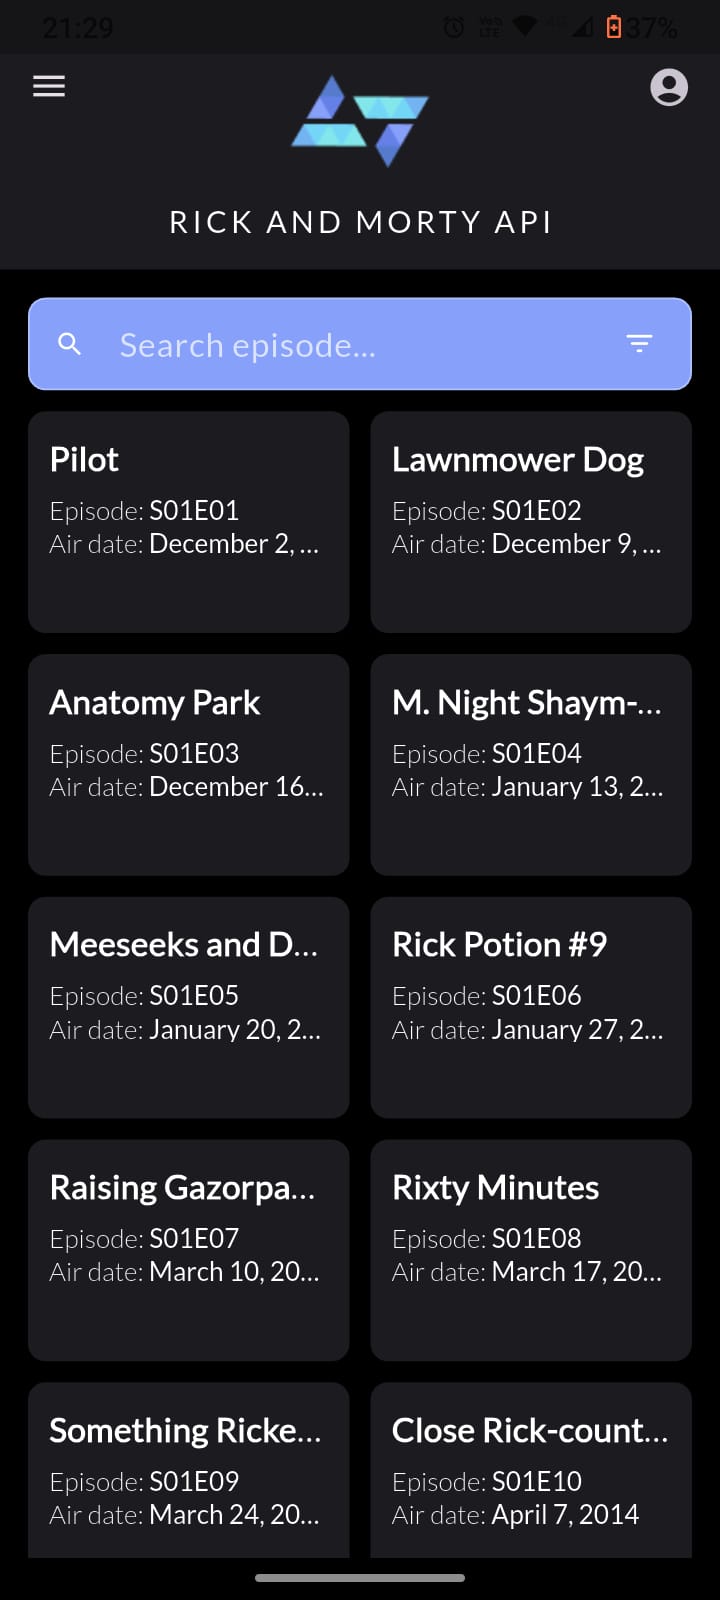 21:29 VoD LTE 4G 37%
RICK AND MORTY API
Search episode...
Pilot
Episode: S01E01
Air date: December 2, ...
Lawnmower Dog
Episode: S01E02
Air date: December 9, ...
Anatomy Park
Episode: S01E03
Air date: December 16...
M. Night Shaym-...
Episode: S01E04
Air date: January 13, 2...
Meeseeks and D...
Episode: S01E05
Air date: January 20, 2...
Rick Potion #9
Episode: S01E06
Air date: January 27, 2...
Raising Gazorpa...
Episode: S01E07
Air date: March 10, 20...
Rixty Minutes
Episode: S01E08
Air date: March 17, 20...
Something Ricke...
Episode: S01E09
Air date: March 24, 20...
Close Rick-count...
Episode: S01E10
Air date: April 7, 2014